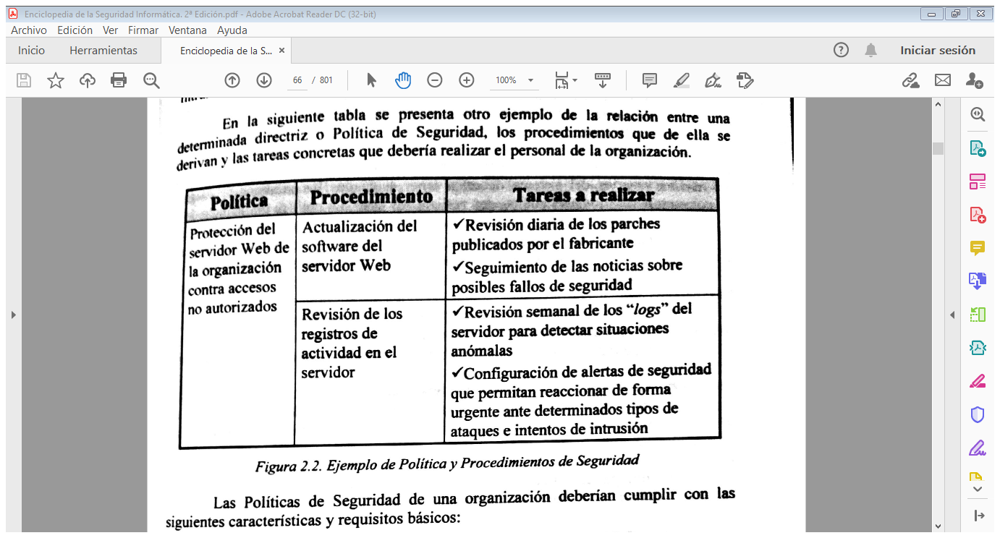 Enciclopedia de la Seguridad Informática. 2ª Edición.pdf - Adobe Acrobat Reader DC (32-bit)
Archivo Edición Ver Firmar Ventana Ayuda
Inicio Herramientas Enciclopedia de la S... × Iniciar sesión
66 / 801 100%
En la siguiente tabla se presenta otro ejemplo de la relación entre una
determinada directriz o Política de Seguridad, los procedimientos que de ella se
derivan y las tareas concretas que debería realizar el personal de la organización.
Política
Procedimiento
Tareas a realizar
Protección del
servidor Web de
la organización
contra accesos
no autorizados
Actualización del
software del
servidor Web
✓Revisión diaria de los parches
publicados por el fabricante
✓Seguimiento de las noticias sobre
posibles fallos de seguridad
Revisión de los
registros de
actividad en el
servidor
✓Revisión semanal de los “logs” del
servidor para detectar situaciones
anómalas
✓Configuración de alertas de seguridad
que permitan reaccionar de forma
urgente ante determinados tipos de
ataques e intentos de intrusión
Figura 2.2. Ejemplo de Política y Procedimientos de Seguridad
Las Políticas de Seguridad de una organización deberían cumplir con las
siguientes características y requisitos básicos: